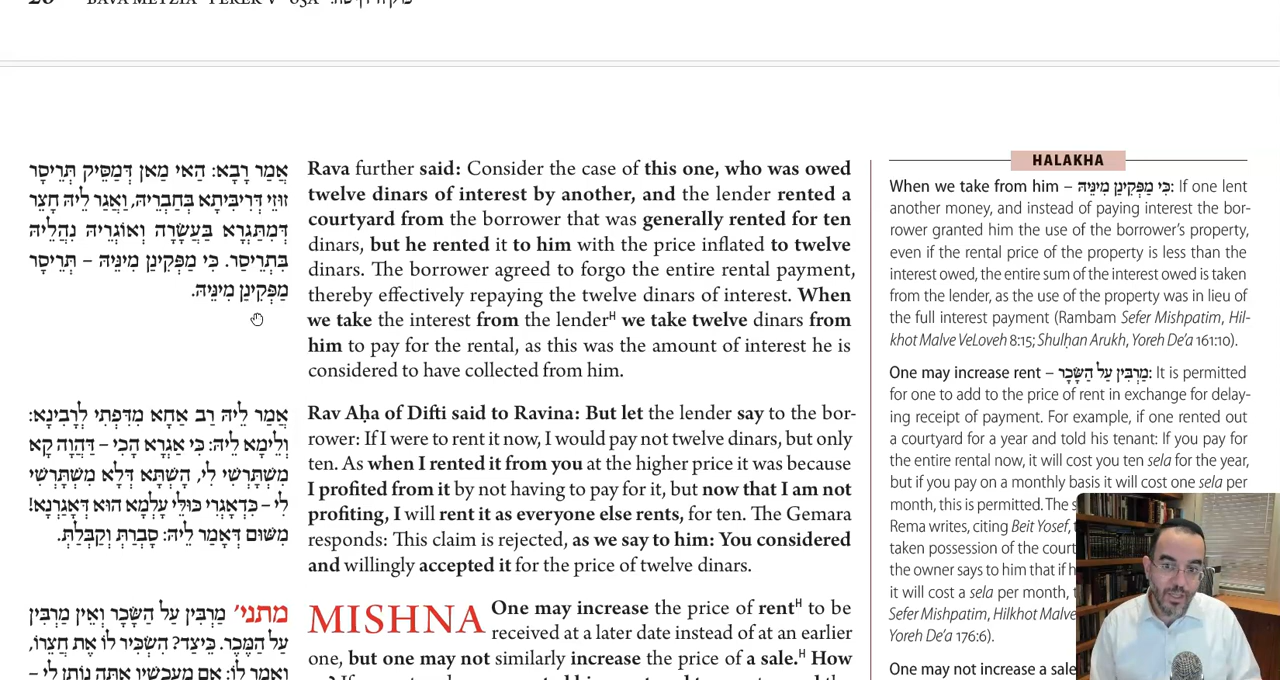 אֲמַר רָבָא: הַאי מַאן דְּמַסֵּיק תְּרֵיסַר
זוּזֵי דְּרִיבִּיתָא בְּחַבְרֵיהּ, וַאֲגַר לֵיהּ חָצֵר
דְּמִתַּגְרָא בַּעֲשָׂרָה וְאוֹגְרֵיהּ נִהֲלֵיהּ
בִּתְרֵיסַר. כִּי מַפְּקִינַן מִינֵּיהּ – תְּרֵיסַר
מַפְּקִינַן מִינֵּיהּ.
אֲמַר לֵיהּ רַב אַחָא מִדִּפְתִּי לְרָבִינָא:
וְלֵימָא לֵיהּ: כִּי אַגְרָא הָכִי – דַּהֲוָה קָא
מִשְׁתָּרְשִׁי לִי, הָשְׁתָּא דְּלָא מִשְׁתָּרְשִׁי
לִי – כִּדְאָגְרִי כּוּלֵּי עָלְמָא הוּא דְּאָגַרְנָא!
מִשּׁוּם דְּאָמַר לֵיהּ: סְבַרְתְּ וְקַבֵּלְתְּ.
מתני׳ מַרְבִּין עַל הַשָּׂכָר וְאֵין מַרְבִּין
עַל הַמֶּכֶר. כֵּיצַד? הִשְׂכִּיר לוֹ אֶת חֲצֵרוֹ,
וְאָמַר לוֹ: אִם מֵעַכְשָׁיו אַתָּה נוֹתֵן לִי –
Rava further said: Consider the case of this one, who was owed
twelve dinars of interest by another, and the lender rented a
courtyard from the borrower that was generally rented for ten
dinars, but he rented it to him with the price inflated to twelve
dinars. The borrower agreed to forgo the entire rental payment,
thereby effectively repaying the twelve dinars of interest. When
we take the interest from the lenderᴴ we take twelve dinars from
him to pay for the rental, as this was the amount of interest he is
considered to have collected from him.
Rav Aḥa of Difti said to Ravina: But let the lender say to the bor-
rower: If I were to rent it now, I would pay not twelve dinars, but only
ten. As when I rented it from you at the higher price it was because
I profited from it by not having to pay for it, but now that I am not
profiting, I will rent it as everyone else rents, for ten. The Gemara
responds: This claim is rejected, as we say to him: You considered
and willingly accepted it for the price of twelve dinars.
MISHNA One may increase the price of rentᴴ to be
received at a later date instead of at an earlier
one, but one may not similarly increase the price of a sale.ᴴ How
HALAKHA
When we take from him – כִּי מַפְּקִינַן מִינֵּיהּ: If one lent
another money, and instead of paying interest the bor-
rower granted him the use of the borrower's property,
even if the rental price of the property is less than the
interest owed, the entire sum of the interest owed is taken
from the lender, as the use of the property was in lieu of
the full interest payment (Rambam Sefer Mishpatim, Hil-
khot Malve VeLoveh 8:15; Shulḥan Arukh, Yoreh De'a 161:10).
One may increase rent – מַרְבִּין עַל הַשָּׂכָר: It is permitted
for one to add to the price of rent in exchange for delay-
ing receipt of payment. For example, if one rented out
a courtyard for a year and told his tenant: If you pay for
the entire rental now, it will cost you ten sela for the year,
but if you pay on a monthly basis it will cost one sela per
month, this is permitted. The
Rema writes, citing Beit Yosef,
taken possession of the court
the owner says to him that if h
it will cost a sela per month,
Sefer Mishpatim, Hilkhot Malve
Yoreh De'a 176:6).
One may not increase a sale